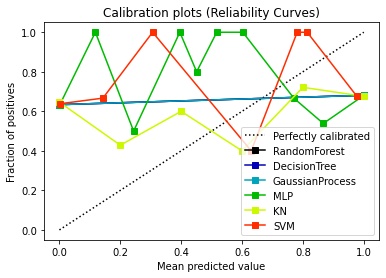 Calibration plots (Reliability Curves)
Fraction of positives
1.0
0.8
0.6
0.4
0.2
0.0
Perfectly calibrated
RandomForest
DecisionTree
GaussianProcess
MLP
KN
SVM
0.0 0.2 0.4 0.6 0.8 1.0
Mean predicted value